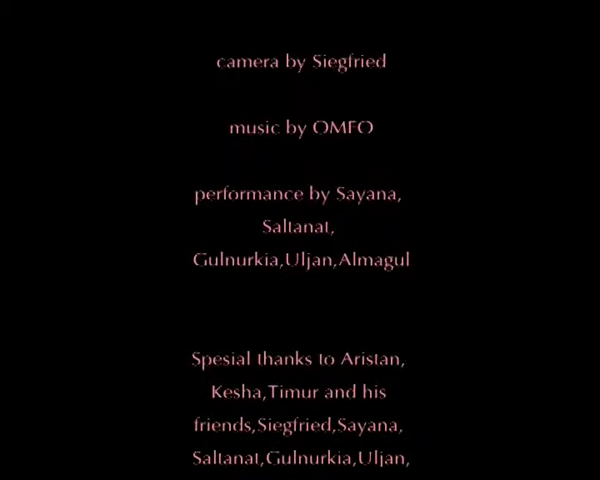 camera by Siegfried
music by OMFO
performance by Sayana,
Saltanat,
Gulnurkia,Uljan,Almagul
Spesial thanks to Aristan,
Kesha,Timur and his
friends,Siegfried,Sayana,
Saltanat,Gulnurkia,Uljan,